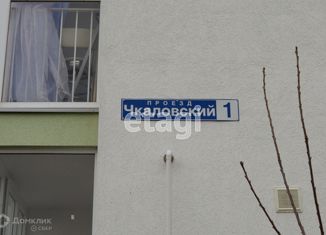 ПРОЕЗД
Чкаловский 1
etagi
Домклик
СБЕР